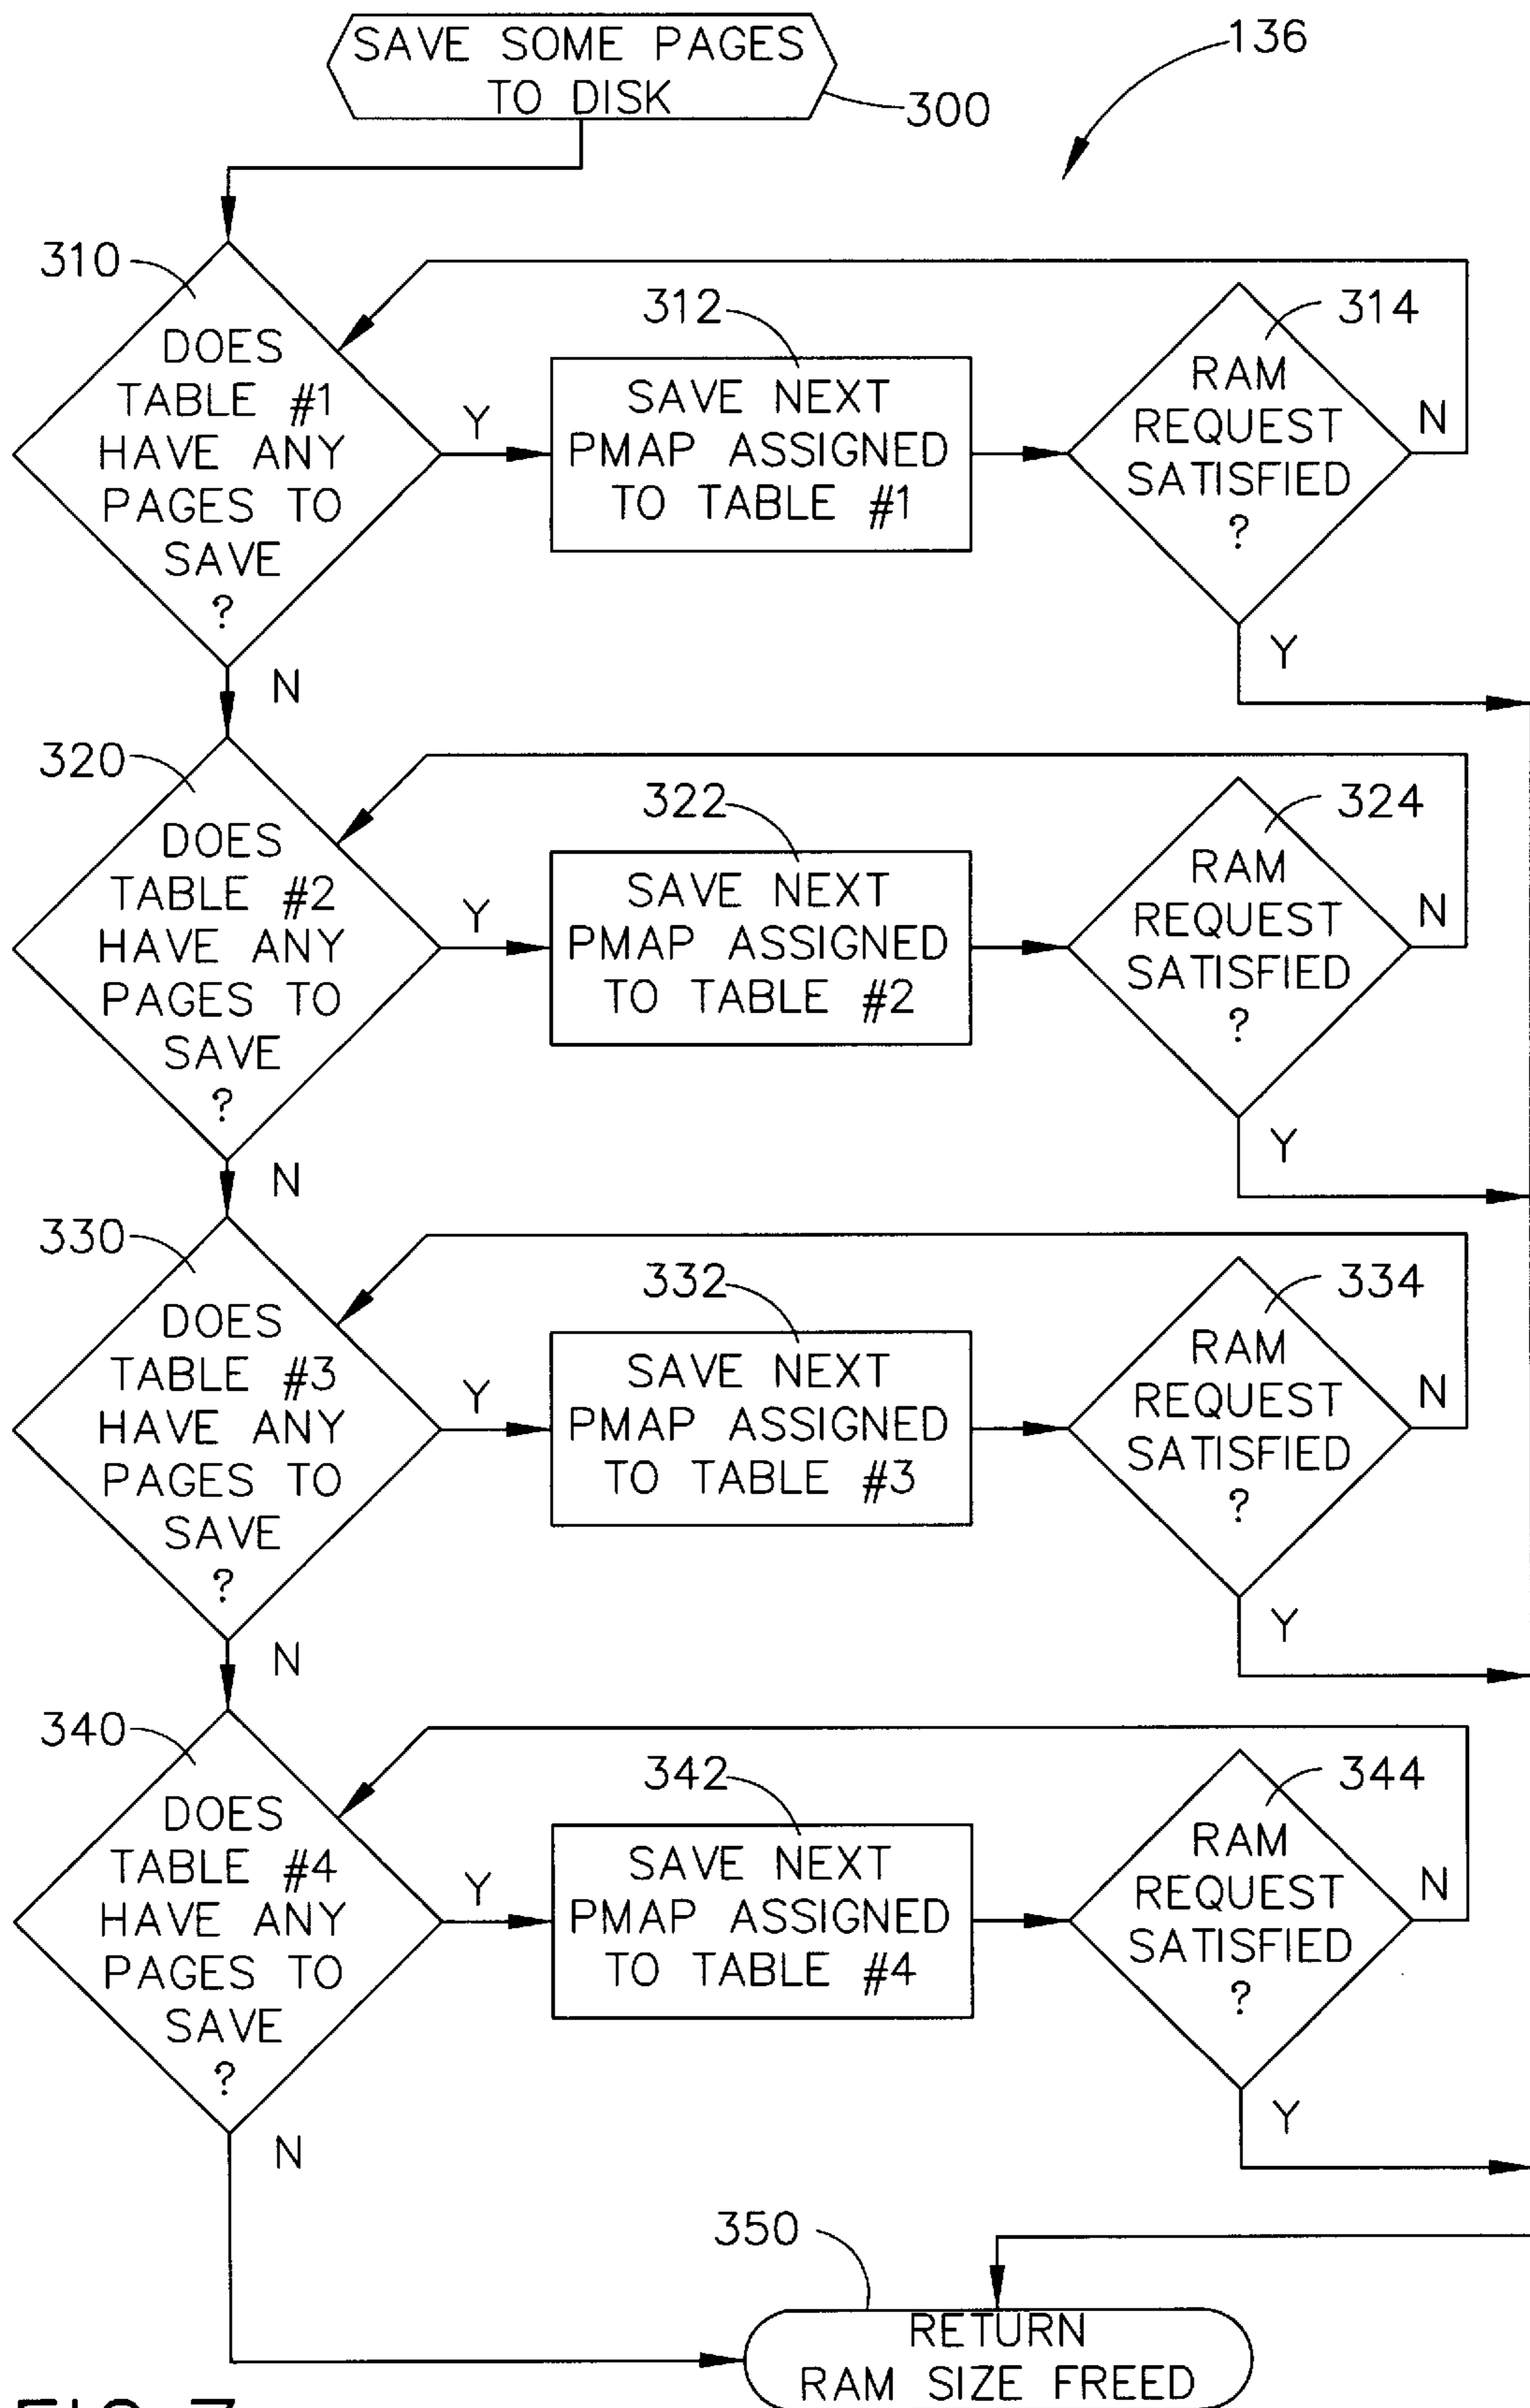 SAVE SOME PAGES
TO DISK
300
136
310
DOES
TABLE #1
HAVE ANY
PAGES TO
SAVE
?
Y
N
312
SAVE NEXT
PMAP ASSIGNED
TO TABLE #1
314
RAM
REQUEST
SATISFIED
?
N
Y
320
DOES
TABLE #2
HAVE ANY
PAGES TO
SAVE
?
Y
N
322
SAVE NEXT
PMAP ASSIGNED
TO TABLE #2
324
RAM
REQUEST
SATISFIED
?
N
Y
330
DOES
TABLE #3
HAVE ANY
PAGES TO
SAVE
?
Y
N
332
SAVE NEXT
PMAP ASSIGNED
TO TABLE #3
334
RAM
REQUEST
SATISFIED
?
N
Y
340
DOES
TABLE #4
HAVE ANY
PAGES TO
SAVE
?
Y
N
342
SAVE NEXT
PMAP ASSIGNED
TO TABLE #4
344
RAM
REQUEST
SATISFIED
?
N
Y
350
RETURN
RAM SIZE FREED